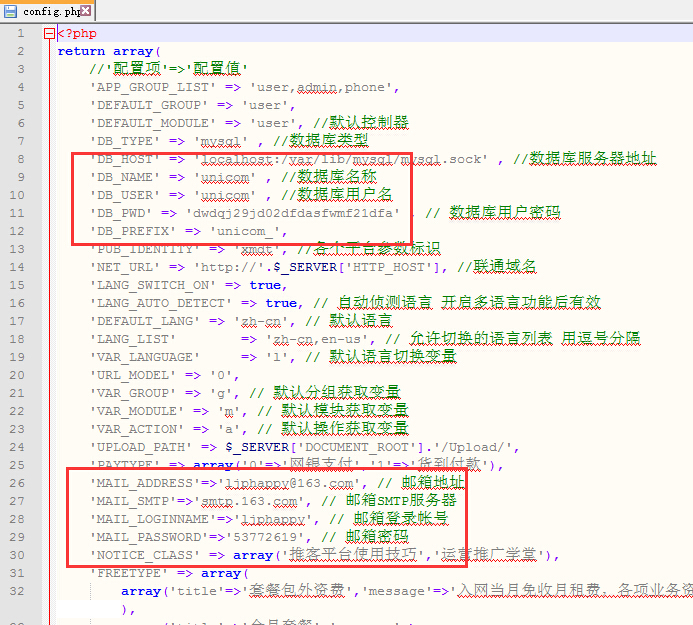 config.php
1 <?php
2 return array(
3 //'配置项'=>'配置值'
4 'APP_GROUP_LIST' => 'user,admin,phone',
5 'DEFAULT_GROUP' => 'user',
6 'DEFAULT_MODULE' => 'user', //默认控制器
7 'DB_TYPE' => 'mysql' , //数据库类型
8 'DB_HOST' => 'localhost:/var/lib/mysql/mysql.sock' , //数据库服务器地址
9 'DB_NAME' => 'unicom' , //数据库名称
10 'DB_USER' => 'unicom' , //数据库用户名
11 'DB_PWD' => 'dwdqj29jd02dfdasfwmf21dfa' , // 数据库用户密码
12 'DB_PREFIX' => 'unicom_',
13 'PUB_IDENTITY' => 'xmdt', //各个平台参数标识
14 'NET_URL' => 'http://'.$_SERVER['HTTP_HOST'], //联通域名
15 'LANG_SWITCH_ON' => true,
16 'LANG_AUTO_DETECT' => true, // 自动侦测语言 开启多语言功能后有效
17 'DEFAULT_LANG' => 'zh-cn', // 默认语言
18 'LANG_LIST' => 'zh-cn,en-us', // 允许切换的语言列表 用逗号分隔
19 'VAR_LANGUAGE' => 'l', // 默认语言切换变量
20 'URL_MODEL' => '0',
21 'VAR_GROUP' => 'g', // 默认分组获取变量
22 'VAR_MODULE' => 'm', // 默认模块获取变量
23 'VAR_ACTION' => 'a', // 默认操作获取变量
24 'UPLOAD_PATH' => $_SERVER['DOCUMENT_ROOT'].'/Upload/',
25 'PAYTYPE' => array('0'=>'网银支付','1'=>'货到付款'),
26 'MAIL_ADDRESS'=>'ljphappy@163.com', // 邮箱地址
27 'MAIL_SMTP'=>'smtp.163.com', // 邮箱SMTP服务器
28 'MAIL_LOGINNAME'=>'ljphappy', // 邮箱登录帐号
29 'MAIL_PASSWORD'=>'53772619', // 邮箱密码
30 'NOTICE_CLASS' => array('推客平台使用技巧','运营推广学堂'),
31 'FREETYPE' => array(
32 array('title'=>'套餐包外资费','message'=>'入网当月免收月租费，各项业务资
),